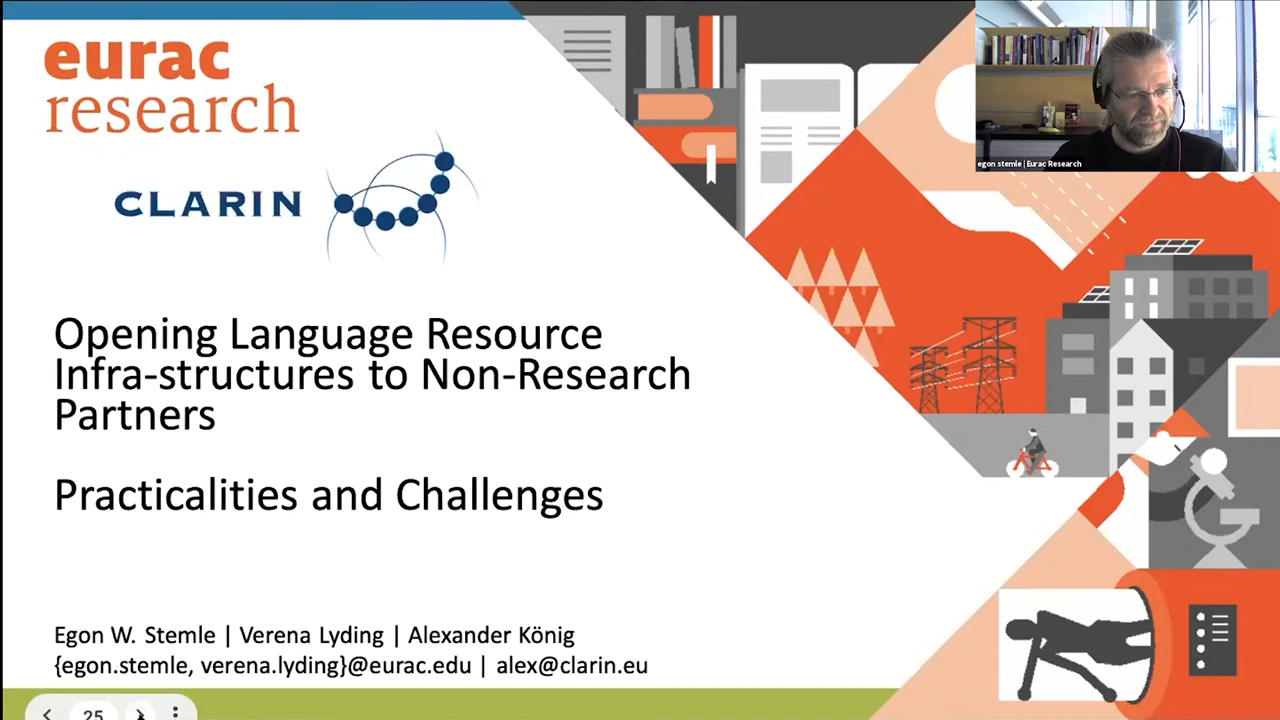 eurac
research
CLARIN
egon stemle | Eurac Research
Opening Language Resource
Infra-structures to Non-Research
Partners
Practicalities and Challenges
Egon W. Stemle | Verena Lyding | Alexander König
{egon.stemle, verena.lyding}@eurac.edu | alex@clarin.eu
25